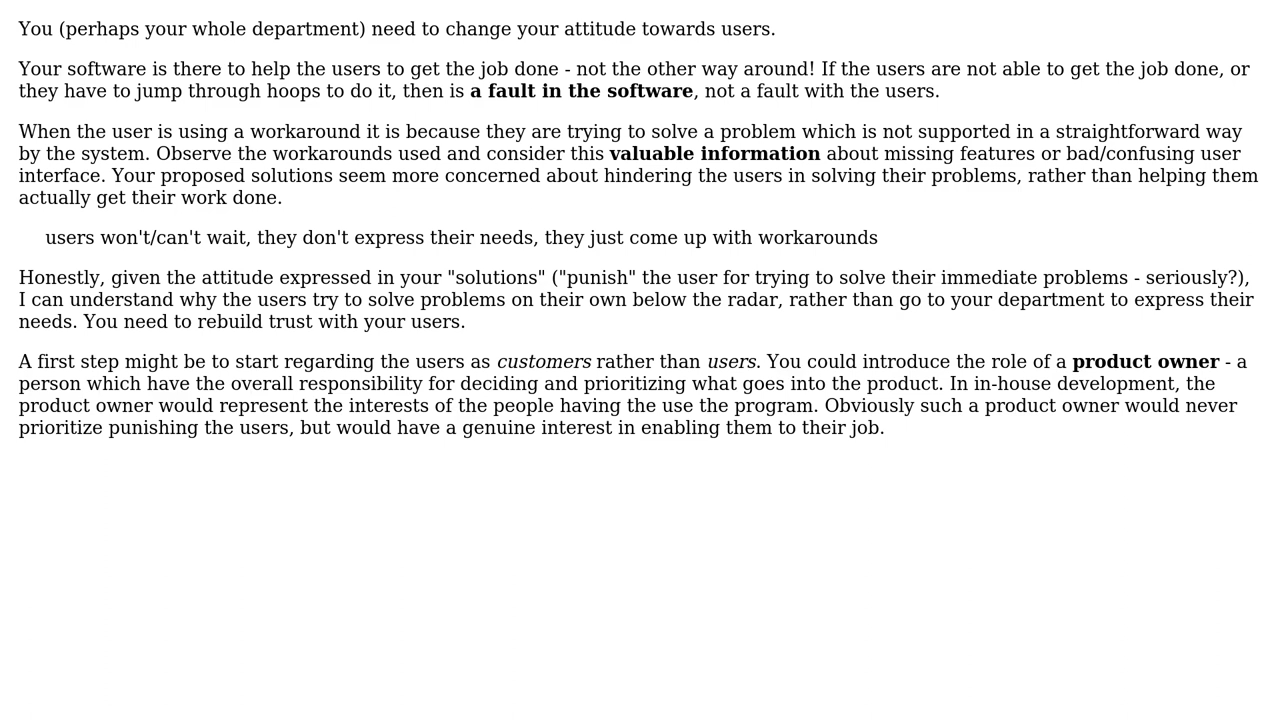 You (perhaps your whole department) need to change your attitude towards users.
Your software is there to help the users to get the job done - not the other way around! If the users are not able to get the job done, or
they have to jump through hoops to do it, then is a fault in the software, not a fault with the users.
When the user is using a workaround it is because they are trying to solve a problem which is not supported in a straightforward way
by the system. Observe the workarounds used and consider this valuable information about missing features or bad/confusing user
interface. Your proposed solutions seem more concerned about hindering the users in solving their problems, rather than helping them
actually get their work done.
users won't/can't wait, they don't express their needs, they just come up with workarounds
Honestly, given the attitude expressed in your "solutions" ("punish" the user for trying to solve their immediate problems - seriously?),
I can understand why the users try to solve problems on their own below the radar, rather than go to your department to express their
needs. You need to rebuild trust with your users.
A first step might be to start regarding the users as customers rather than users. You could introduce the role of a product owner - a
person which have the overall responsibility for deciding and prioritizing what goes into the product. In in-house development, the
product owner would represent the interests of the people having the use the program. Obviously such a product owner would never
prioritize punishing the users, but would have a genuine interest in enabling them to their job.